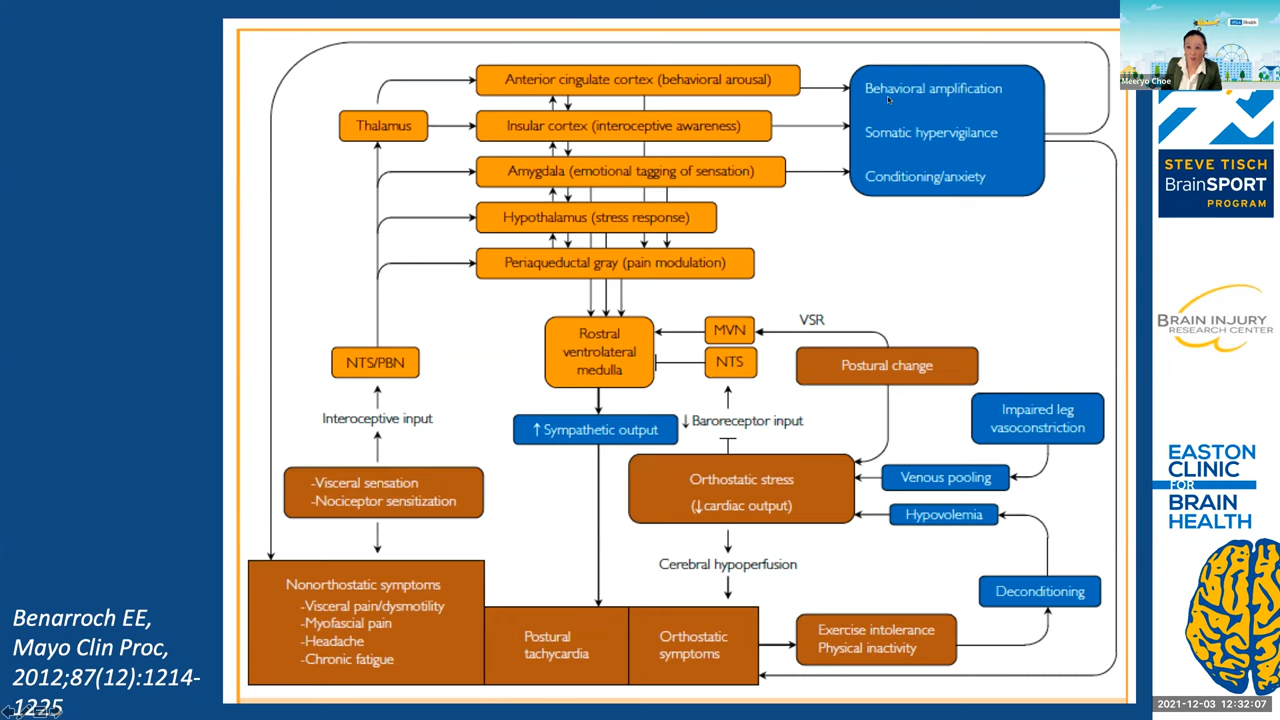 Anterior cingulate cortex (behavioral arousal)
Thalamus
Insular cortex (interoceptive awareness)
Amygdala (emotional tagging of sensation)
Hypothalamus (stress response)
Periaqueductal gray (pain modulation)
Behavioral amplification
Somatic hypervigilance
Conditioning/anxiety
Rostral
ventrolateral
medulla
MVN
NTS
VSR
Postural change
NTS/PBN
Interoceptive input
↑ Sympathetic output
↓ Baroreceptor input
Impaired leg
vasoconstriction
Venous pooling
Hypovolemia
Orthostatic stress
(↓cardiac output)
-Visceral sensation
-Nociceptor sensitization
Cerebral hypoperfusion
Deconditioning
Nonorthostatic symptoms
-Visceral pain/dysmotility
-Myofascial pain
-Headache
-Chronic fatigue
Postural
tachycardia
Orthostatic
symptoms
Exercise intolerance
Physical inactivity
Benarroch EE,
Mayo Clin Proc,
2012;87(12):1214-
1225
Meeryo Choe
STEVE TISCH
BrainSPORT
PROGRAM
BRAIN INJURY
RESEARCH CENTER
EASTON
CLINIC
FOR
BRAIN
HEALTH
2021-12-03 12:32:07